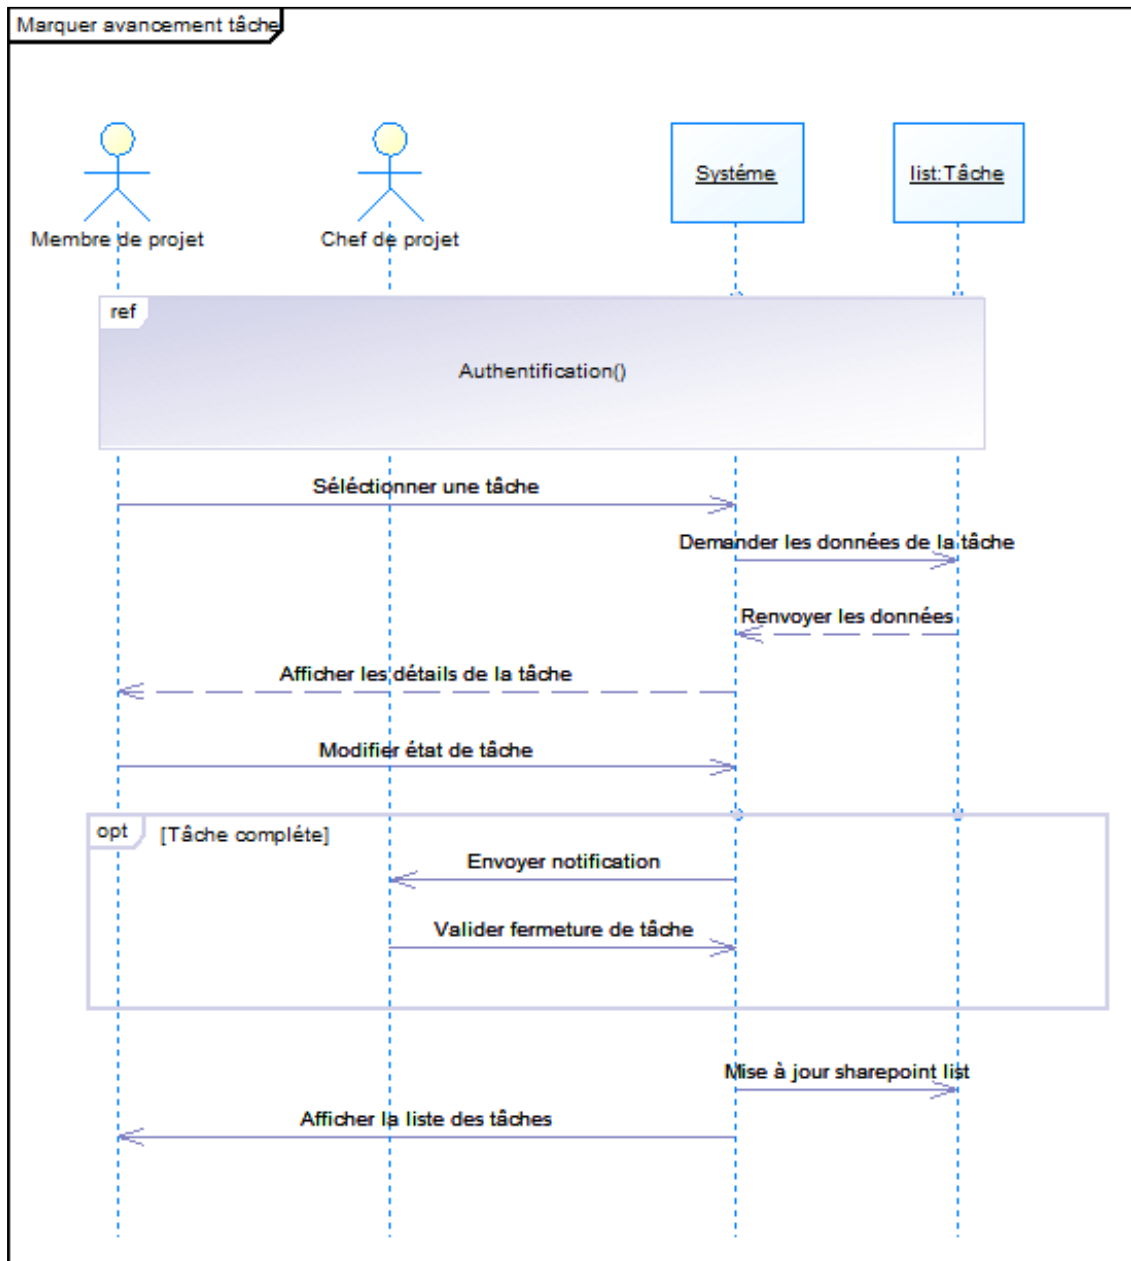 Marquer avancement tâche
Membre de projet
Chef de projet
Systéme
list:Tâche
ref
Authentification()
Séléctionner une tâche
Demander les données de la tâche
Renvoyer les données
Afficher les détails de la tâche
Modifier état de tâche
opt
[Tâche compléte]
Envoyer notification
Valider fermeture de tâche
Mise à jour sharepoint list
Afficher la liste des tâches